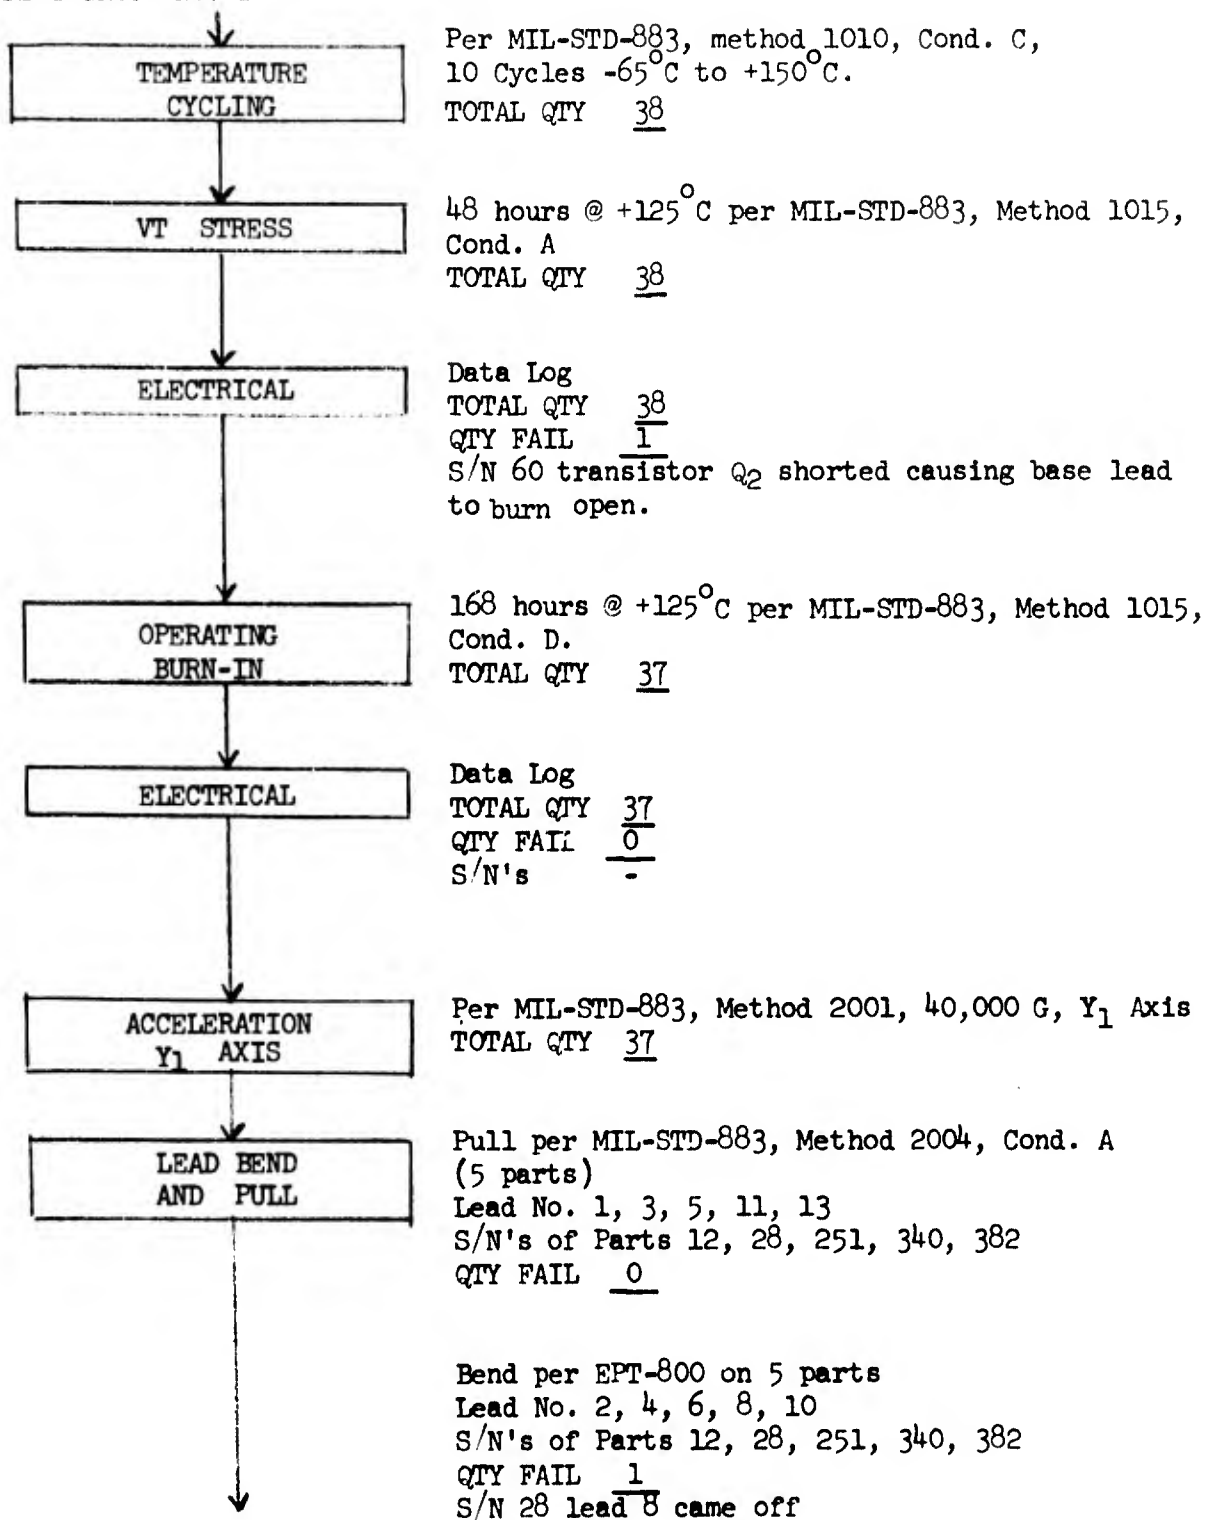 TEMPERATURE
CYCLING
Per MIL-STD-883, method 1010, Cond. C,
10 Cycles -65°C to +150°C.
TOTAL QTY 38
VT STRESS
48 hours @ +125°C per MIL-STD-883, Method 1015,
Cond. A
TOTAL QTY 38
ELECTRICAL
Data Log
TOTAL QTY 38
QTY FAIL 1
S/N 60 transistor Q2 shorted causing base lead
to burn open.
OPERATING
BURN-IN
168 hours @ +125°C per MIL-STD-883, Method 1015,
Cond. D.
TOTAL QTY 37
ELECTRICAL
Data Log
TOTAL QTY 37
QTY FAIL 0
S/N's -
ACCELERATION
Y1 AXIS
Per MIL-STD-883, Method 2001, 40,000 G, Y1 Axis
TOTAL QTY 37
LEAD BEND
AND PULL
Pull per MIL-STD-883, Method 2004, Cond. A
(5 parts)
Lead No. 1, 3, 5, 11, 13
S/N's of Parts 12, 28, 251, 340, 382
QTY FAIL 0
Bend per EPT-800 on 5 parts
Lead No. 2, 4, 6, 8, 10
S/N's of Parts 12, 28, 251, 340, 382
QTY FAIL 1
S/N 28 lead 8 came off